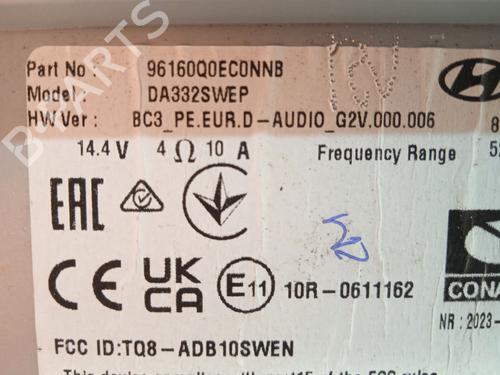 Part No : 96160Q0EC0NNB
Model : DA332SWEP
HW Ver : BC3_PE.EUR.D-AUDIO_G2V.000.006
14.4 V 4 Ω 10 A Frequency Range
EAC
CE UK CA E11 10R-0611162
NR : 2023-
FCC ID:TQ8-ADB10SWEN
B-PARTS